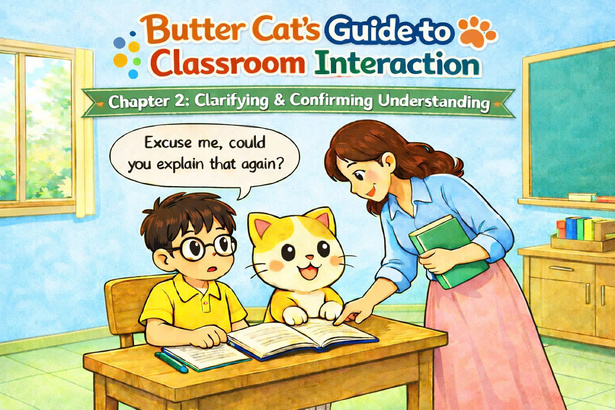 Butter Cat's Guide to
Classroom Interaction
Chapter 2: Clarifying & Confirming Understanding
Excuse me, could
you explain that again?